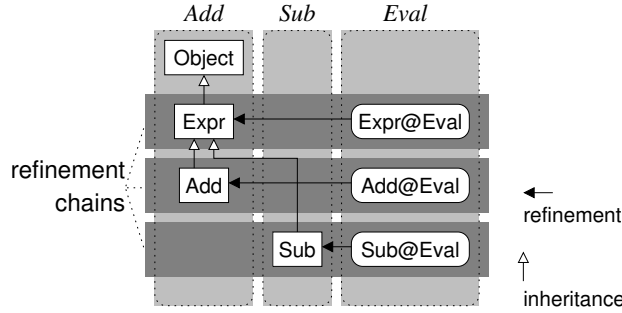 Add Sub Eval
Object
Expr Expr@Eval
refinement
chains
Add Add@Eval
refinement
Sub Sub@Eval
inheritance